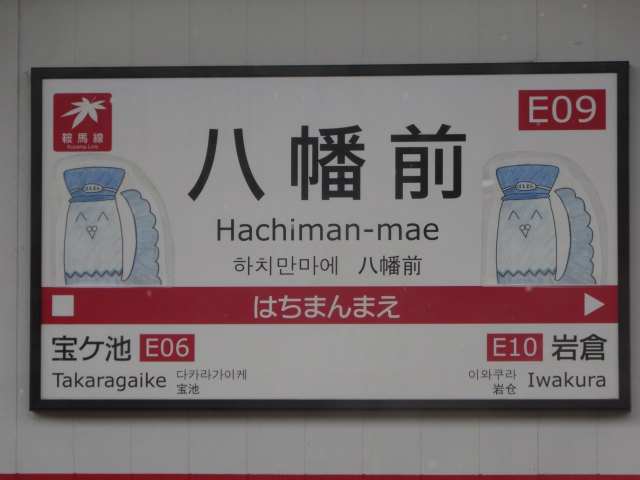 鞍馬線
Kurama Line
E09
八幡前
Hachiman-mae
하치만마에 八幡前
はちまんまえ
宝ケ池 E06
Takaragaike 다카라가이케 宝池
E10 岩倉
이와쿠라 岩仓 Iwakura